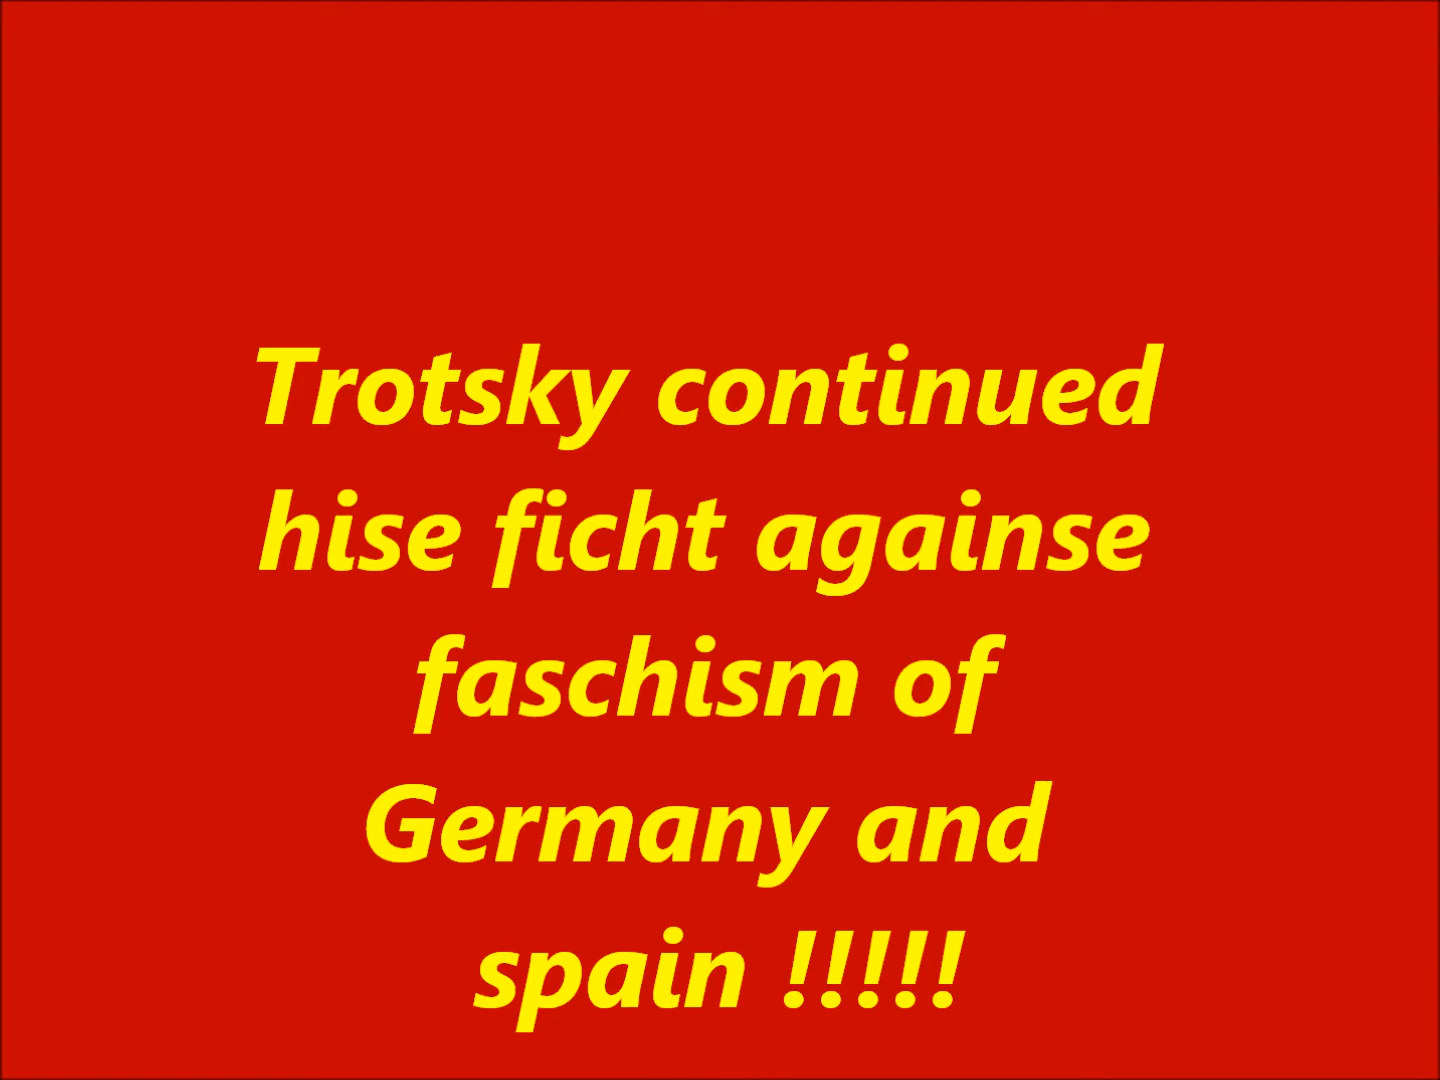 Trotsky continued
hise ficht againse
faschism of
Germany and
spain !!!!!